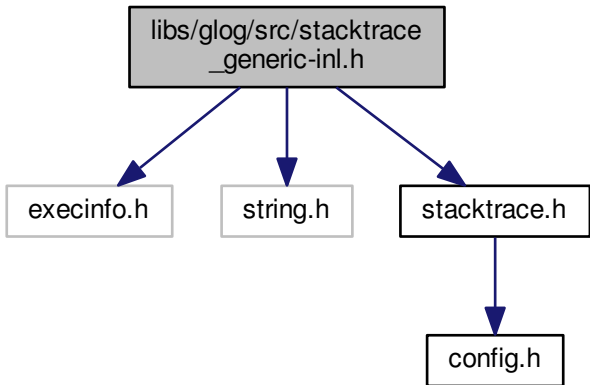 libs/glog/src/stacktrace
_generic-inl.h
execinfo.h
string.h
stacktrace.h
config.h